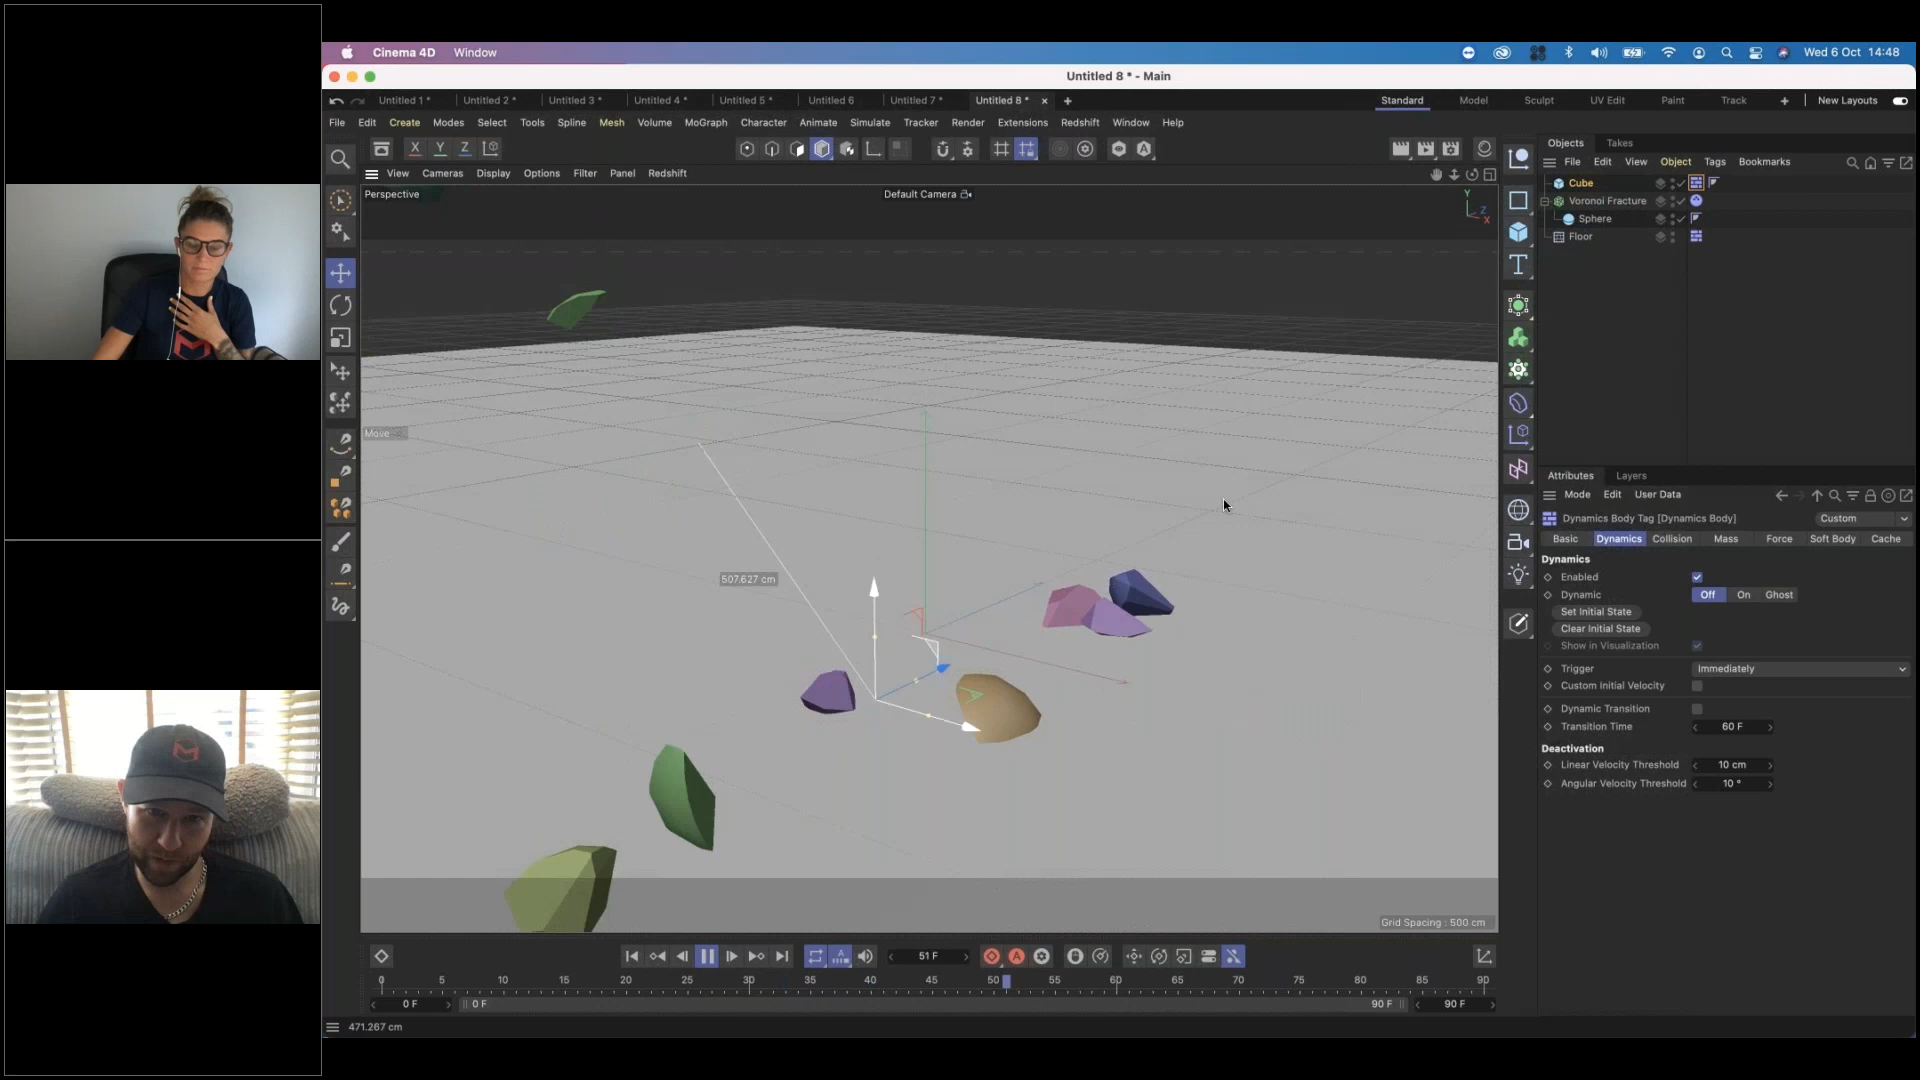 Cinema 4D Window
Wed 6 Oct 14:48
Untitled 8 * - Main
Untitled 1 * Untitled 2 * Untitled 3 * Untitled 4 * Untitled 5 * Untitled 6 Untitled 7 * Untitled 8 * × +
Standard Model Sculpt UV Edit Paint Track + New Layouts
File Edit Create Modes Select Tools Spline Mesh Volume MoGraph Character Animate Simulate Tracker Render Extensions Redshift Window Help
X Y Z
View Cameras Display Options Filter Panel Redshift
Perspective
Default Camera
Y
Z
X
Move
507.627 cm
Grid Spacing : 500 cm
Objects Takes
File Edit View Object Tags Bookmarks
Cube
Voronoi Fracture
Sphere
Floor
Attributes Layers
Mode Edit User Data
Dynamics Body Tag [Dynamics Body] Custom
Basic Dynamics Collision Mass Force Soft Body Cache
Dynamics
Enabled
Dynamic Off On Ghost
Set Initial State
Clear Initial State
Show in Visualization
Trigger Immediately
Custom Initial Velocity
Dynamic Transition
Transition Time 60 F
Deactivation
Linear Velocity Threshold 10 cm
Angular Velocity Threshold 10 °
51 F
0 5 10 15 20 25 30 35 40 45 50 55 60 65 70 75 80 85 90
0 F 0 F 90 F 90 F
471.267 cm